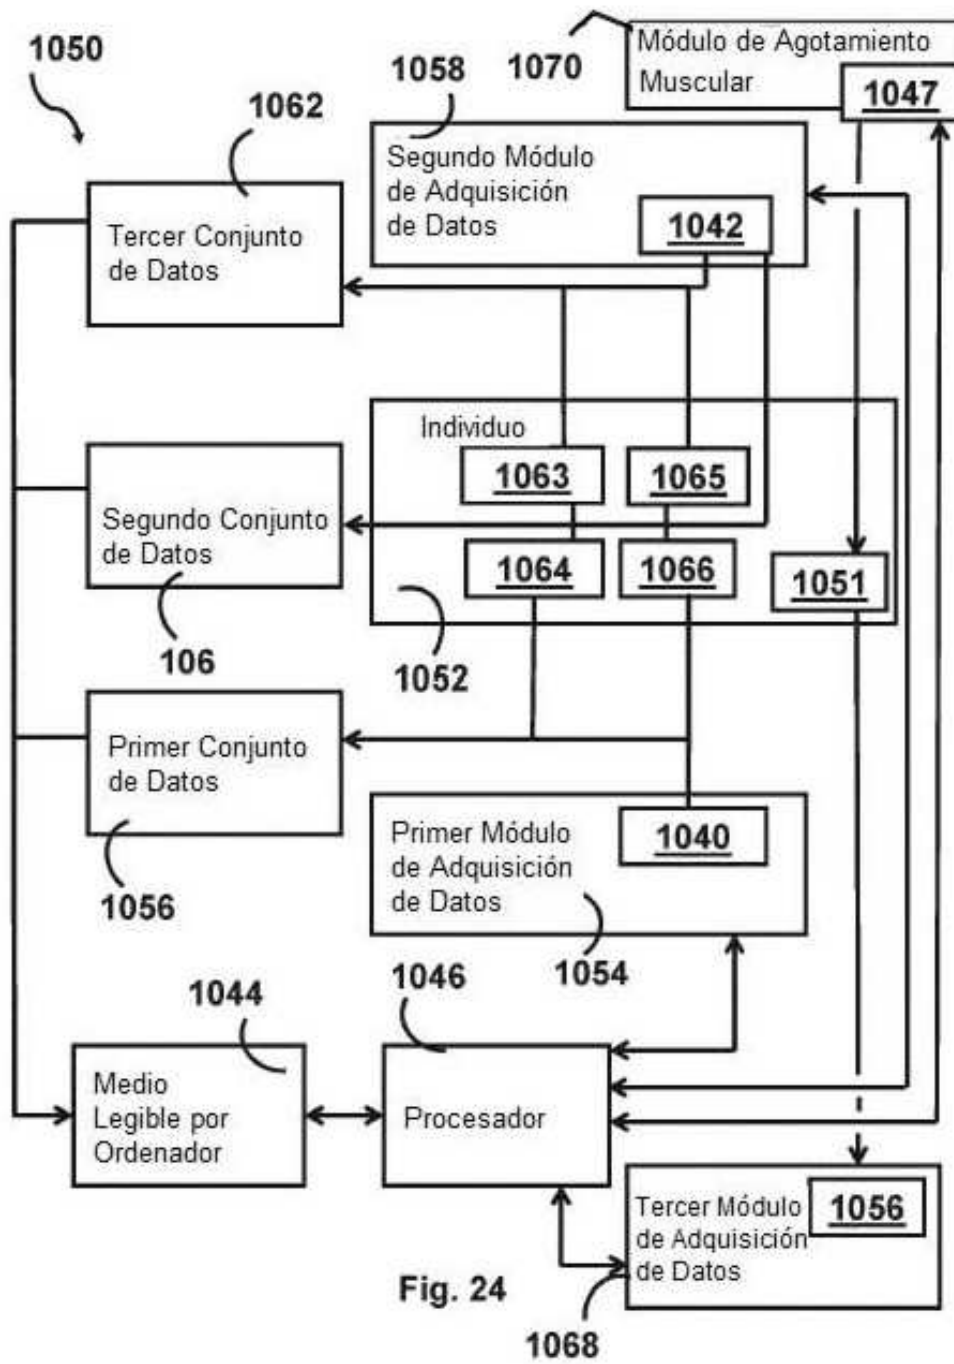 1050
1062
1058
1070
Módulo de Agotamiento
Muscular
1047
Segundo Módulo
de Adquisición
de Datos
1042
Tercer Conjunto
de Datos
Individuo
1063
1065
Segundo Conjunto
de Datos
1064
1066
1051
106
1052
Primer Conjunto
de Datos
1056
Primer Módulo
de Adquisición
de Datos
1040
1054
1044
1046
Medio
Legible por
Ordenador
Procesador
Tercer Módulo
de Adquisición
de Datos
1056
1068
Fig. 24